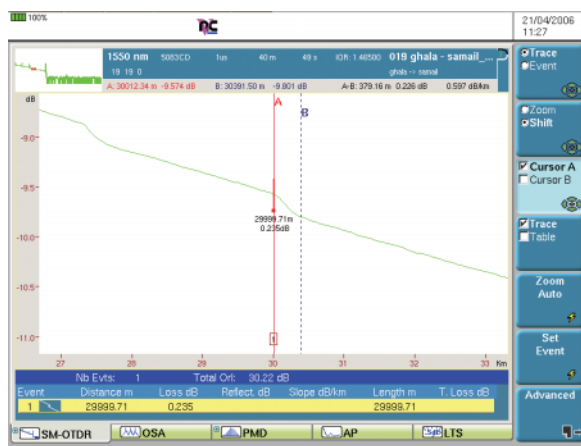 100%
21/04/2006
11:27
1550 nm 5083CD 1us 40 m 49 s IOR: 1.46500 019 ghala - samail_...
19 19 0 ghala -> samail
A: 30012.34 m -9.574 dB B: 30391.50 m -9.801 dB A-B: 379.16 m 0.226 dB 0.597 dB/km
dB
A
B
-9.0
-9.5
-10.0
-10.5
-11.0
29999.71m
0.235dB
1
27 28 29 30 31 32 33 Km
Nb Evts: 1 Total Orl: 30.22 dB
Event Distance m Loss dB Reflect. dB Slope dB/km Length m T. Loss dB
1 29999.71 0.235 29999.71
SM-OTDR OSA PMD AP LTS
Trace
Event
Zoom
Shift
Cursor A
Cursor B
Trace
Table
Zoom
Auto
Set
Event
Advanced